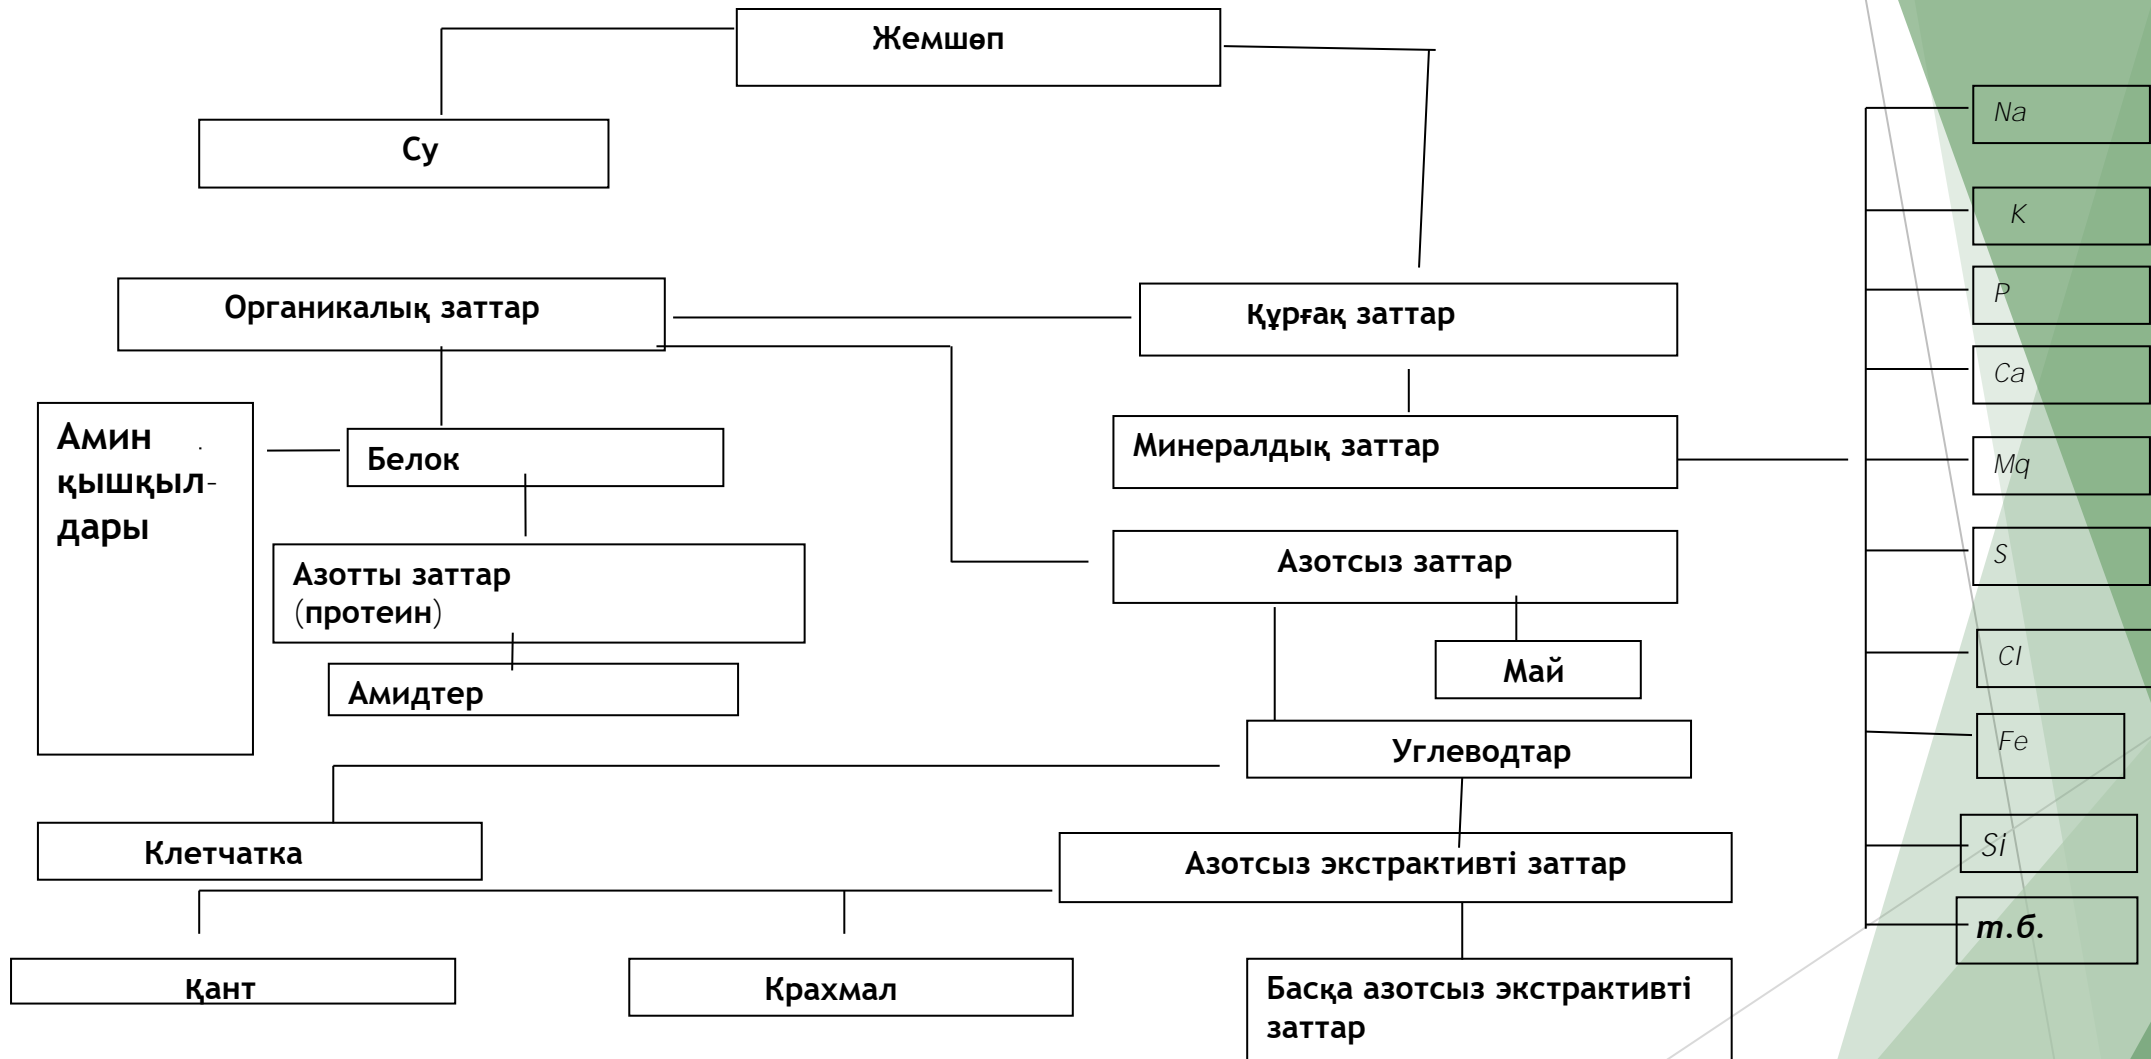 Жемшөп
Су
Органикалық заттар
Құрғақ заттар
Амин
қышқыл-
дары
Белок
Минералдық заттар
Азотты заттар
(протеин)
Азотсыз заттар
Амидтер
Май
Углеводтар
Клетчатка
Азотсыз экстрактивті заттар
Қант
Крахмал
Басқа азотсыз экстрактивті
заттар
Na
K
P
Ca
Mq
S
Cl
Fe
Si
т.б.